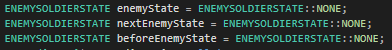 ENEMYSOLDIERSTATE enemyState = ENEMYSOLDIERSTATE::NONE;
ENEMYSOLDIERSTATE nextEnemyState = ENEMYSOLDIERSTATE::NONE;
ENEMYSOLDIERSTATE beforeEnemyState = ENEMYSOLDIERSTATE::NONE;